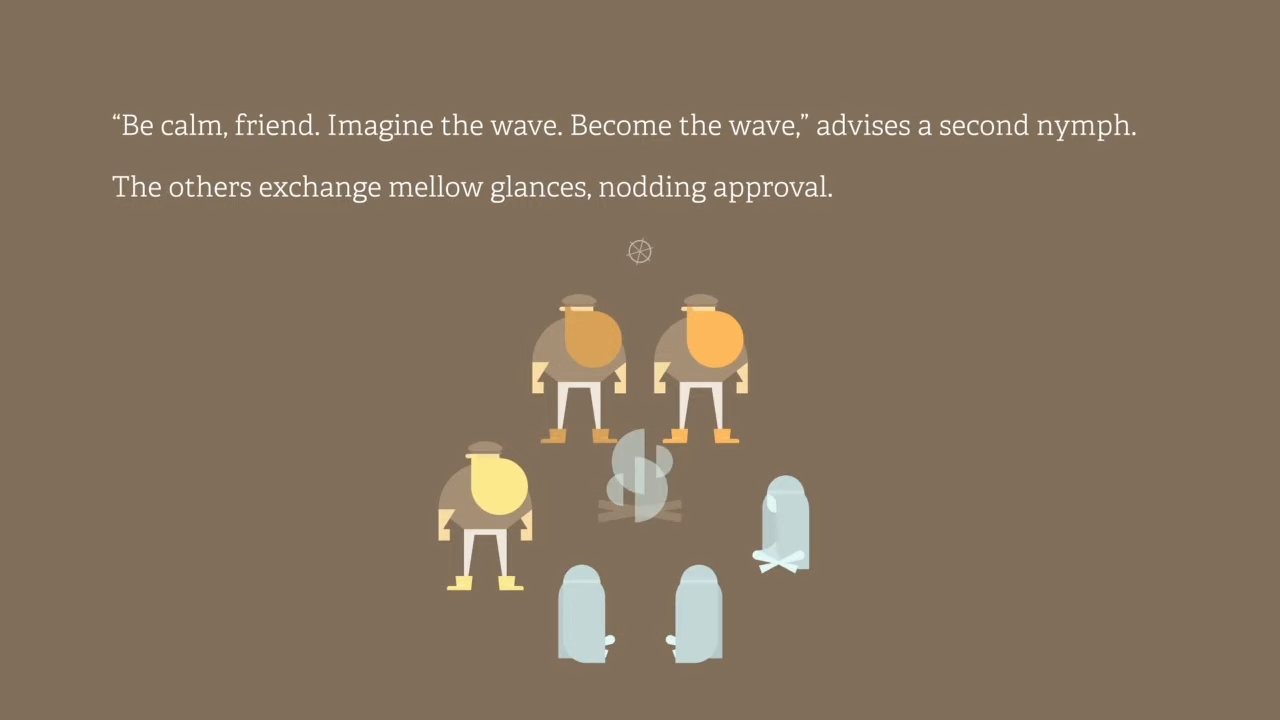 “Be calm, friend. Imagine the wave. Become the wave,” advises a second nymph.
The others exchange mellow glances, nodding approval.